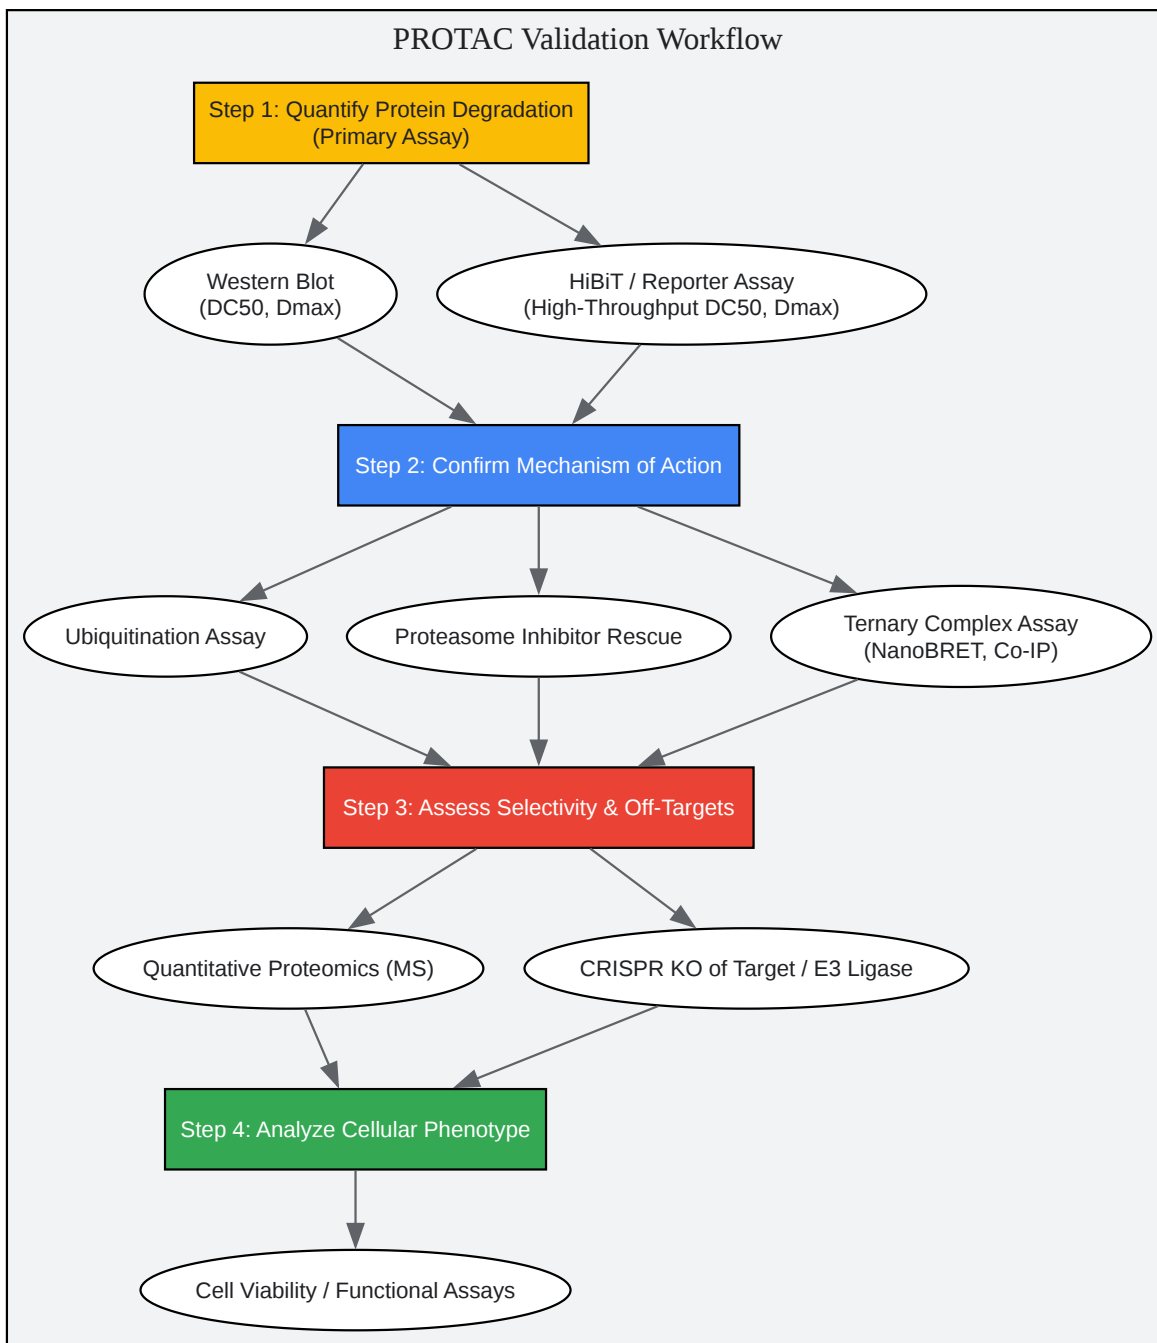 PROTAC Validation Workflow
Step 1: Quantify Protein Degradation
(Primary Assay)
Western Blot
(DC50, Dmax)
HiBiT / Reporter Assay
(High-Throughput DC50, Dmax)
Step 2: Confirm Mechanism of Action
Ubiquitination Assay
Proteasome Inhibitor Rescue
Ternary Complex Assay
(NanoBRET, Co-IP)
Step 3: Assess Selectivity & Off-Targets
Quantitative Proteomics (MS)
CRISPR KO of Target / E3 Ligase
Step 4: Analyze Cellular Phenotype
Cell Viability / Functional Assays